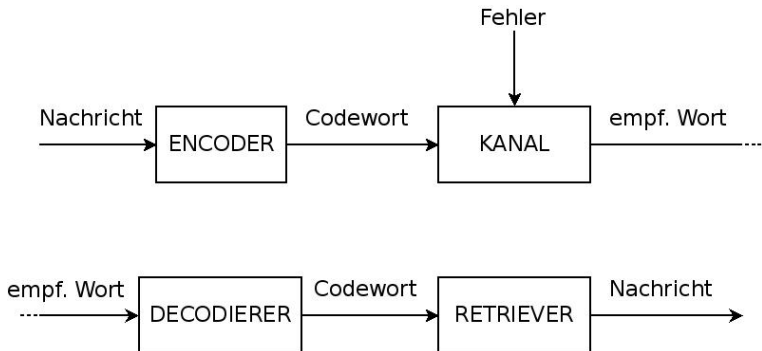 Fehler
Nachricht
ENCODER
Codewort
KANAL
empf. Wort
empf. Wort
DECODIERER
Codewort
RETRIEVER
Nachricht